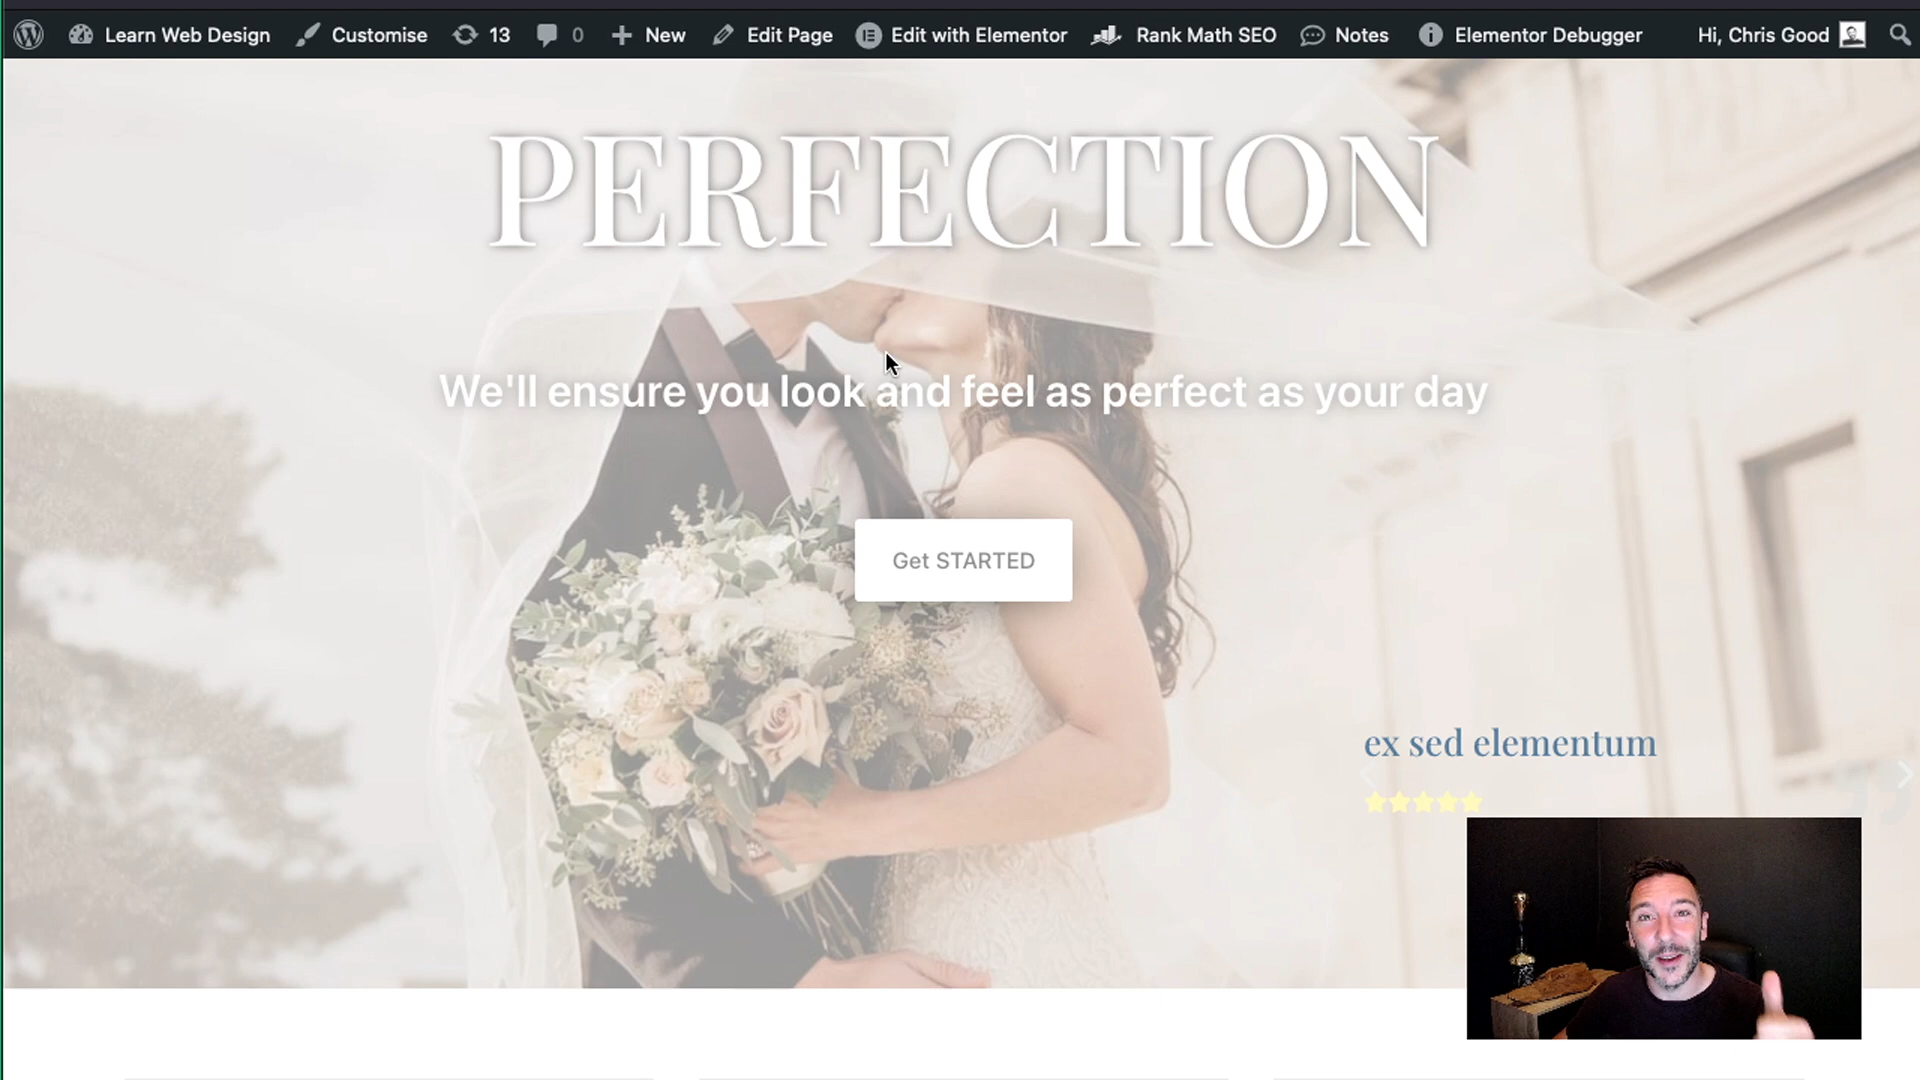 Learn Web Design Customise 13 0 New Edit Page Edit with Elementor Rank Math SEO Notes Elementor Debugger Hi, Chris Good
PERFECTION
We'll ensure you look and feel as perfect as your day
Get STARTED
ex sed elementum